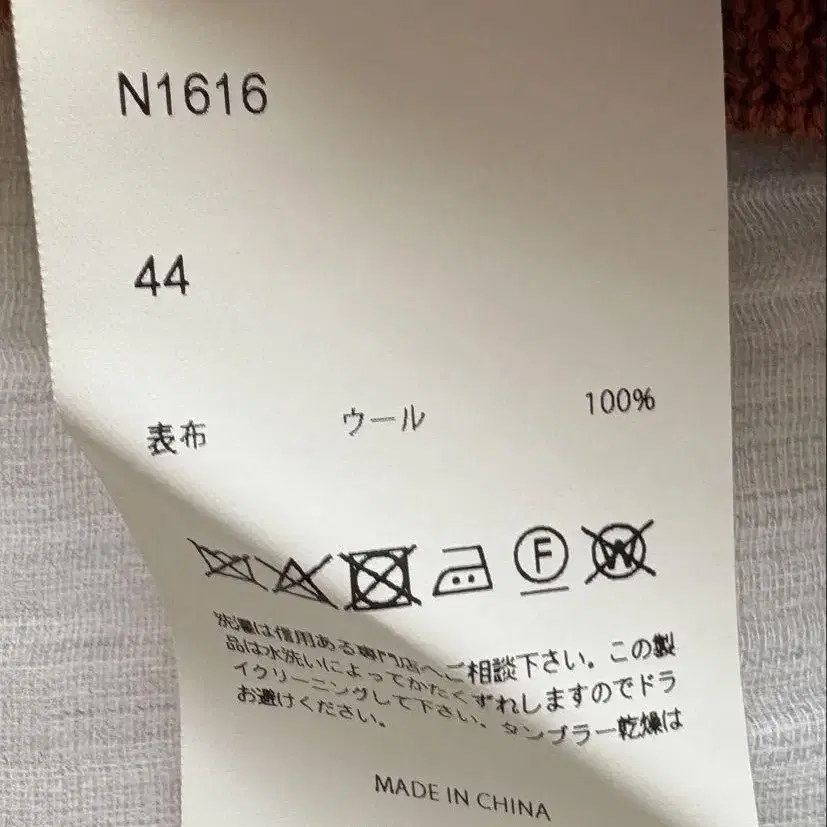 N1616
44
表布 ウール 100%
F W
洗濯は信用ある専門店へご相談下さい。この製
品は水洗いによってかたくずれしますのでドラ
イクリーニングして下さい。タンブラー乾燥は
お避けください。
MADE IN CHINA